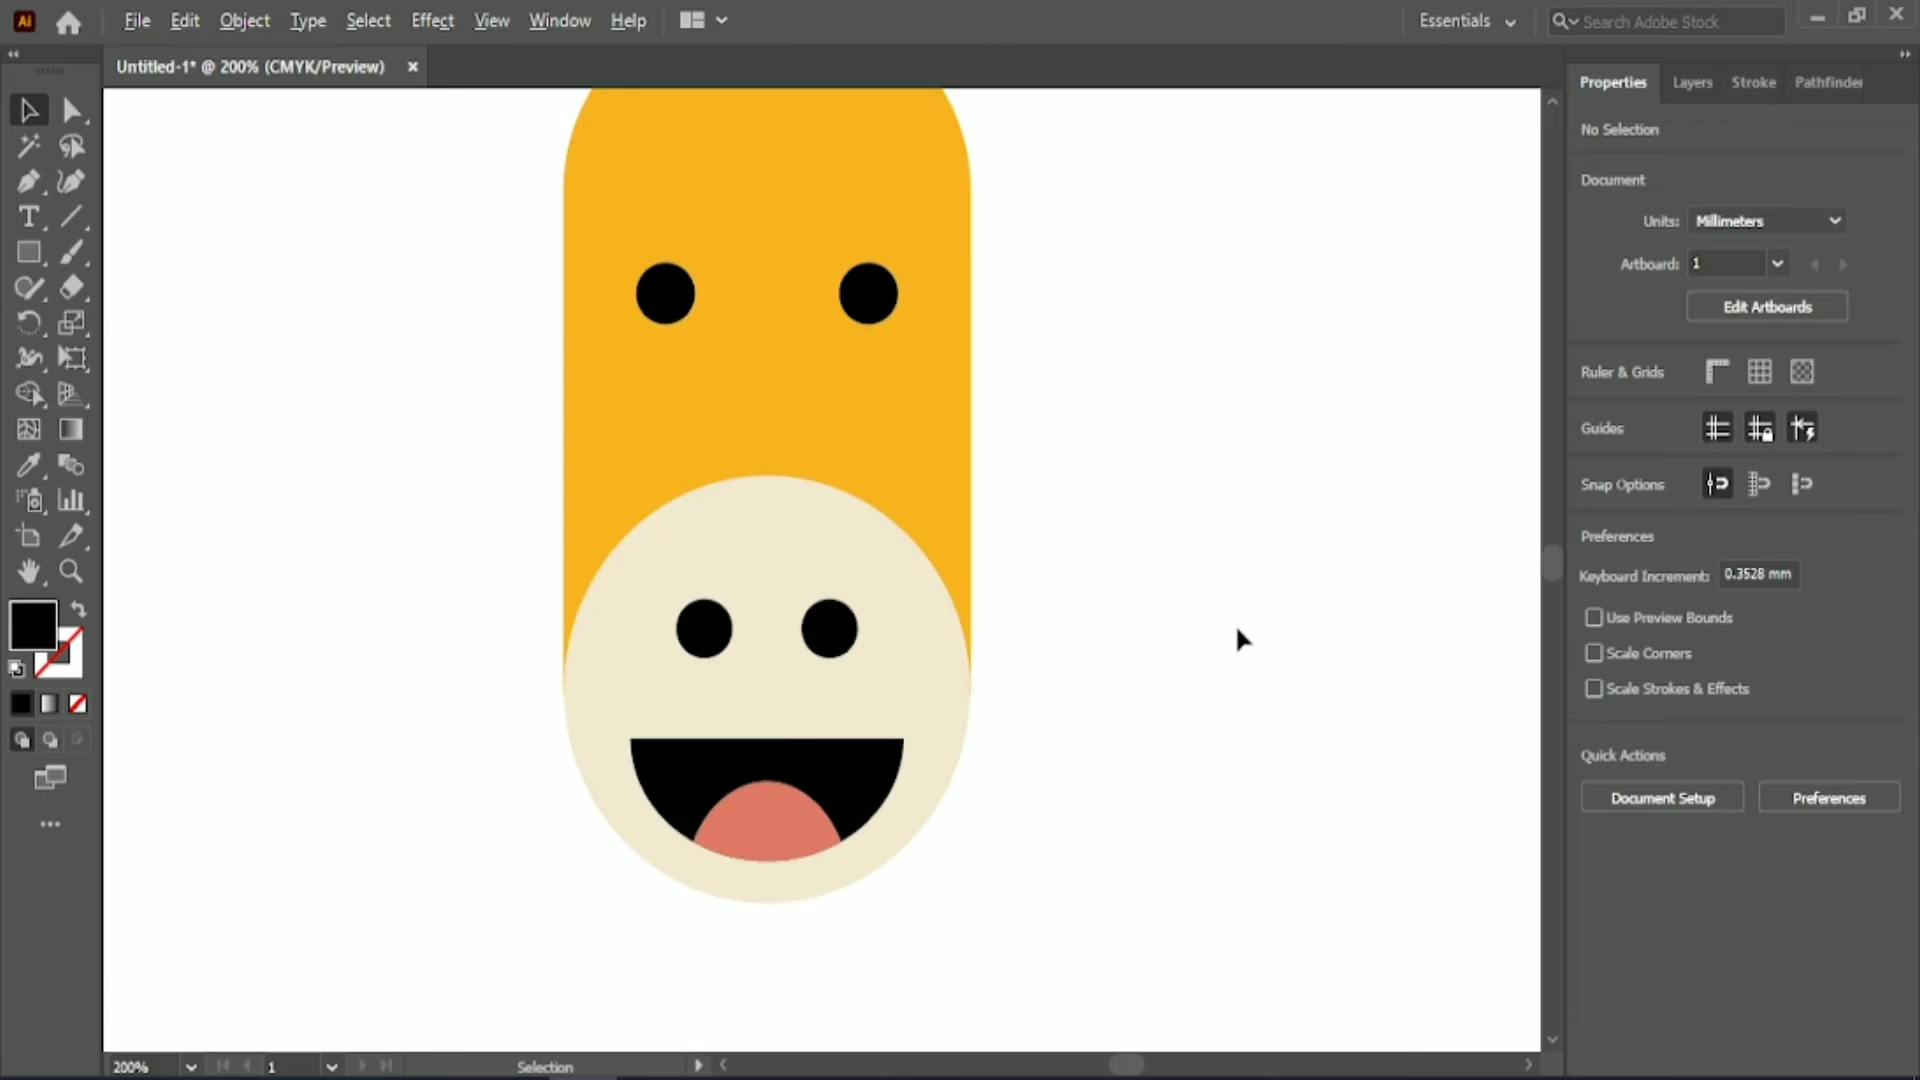 Ai File Edit Object Type Select Effect View Window Help Essentials Search Adobe Stock
Untitled-1* @ 200% (CMYK/Preview)
Properties Layers Stroke Pathfinder
No Selection
Document
Units: Millimeters
Artboard: 1
Edit Artboards
Ruler & Grids
Guides
Snap Options
Preferences
Keyboard Increment: 0.3528 mm
Use Preview Bounds
Scale Corners
Scale Strokes & Effects
Quick Actions
Document Setup Preferences
200% 1 Selection